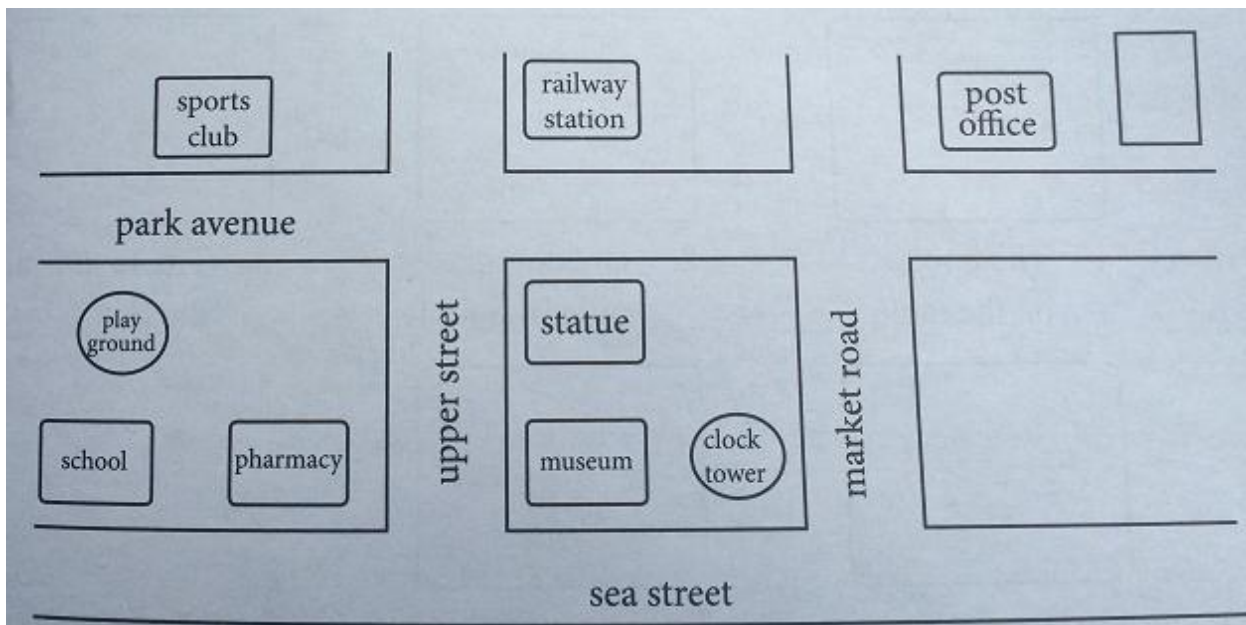 sports
club
railway
station
post
office
park avenue
play
ground
statue
upper street
market road
school
pharmacy
museum
clock
tower
sea street